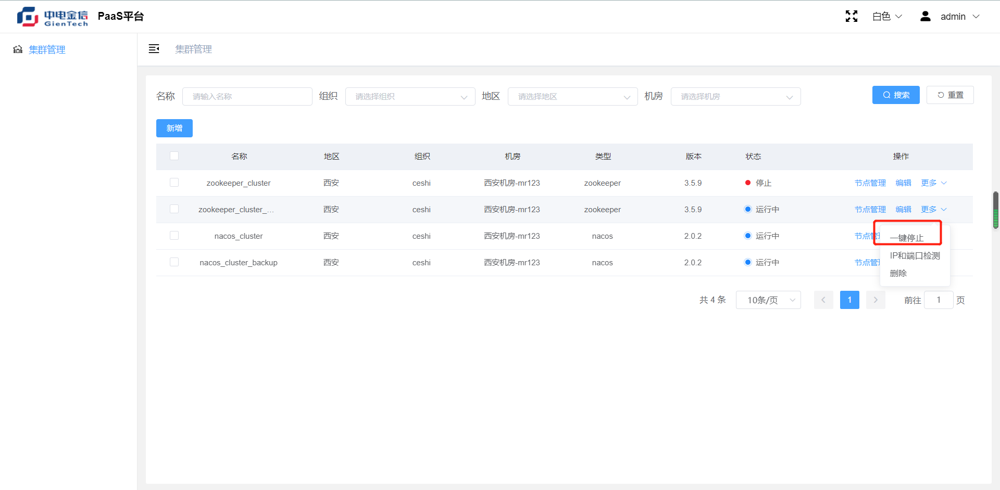 中电金信 GienTech PaaS平台 白色 admin
集群管理 集群管理
名称 请输入名称 组织 请选择组织 地区 请选择地区 机房 请选择机房 搜索 重置
新增
名称 地区 组织 机房 类型 版本 状态 操作
zookeeper_cluster 西安 ceshi 西安机房-mr123 zookeeper 3.5.9 停止 节点管理 编辑 更多
zookeeper_cluster_... 西安 ceshi 西安机房-mr123 zookeeper 3.5.9 运行中 节点管理 编辑 更多
nacos_cluster 西安 ceshi 西安机房-mr123 nacos 2.0.2 运行中 节点管
一键停止
IP和端口检测
nacos_cluster_backup 西安 ceshi 西安机房-mr123 nacos 2.0.2 运行中 节点管
删除
共 4 条 10条/页 1 前往 1 页